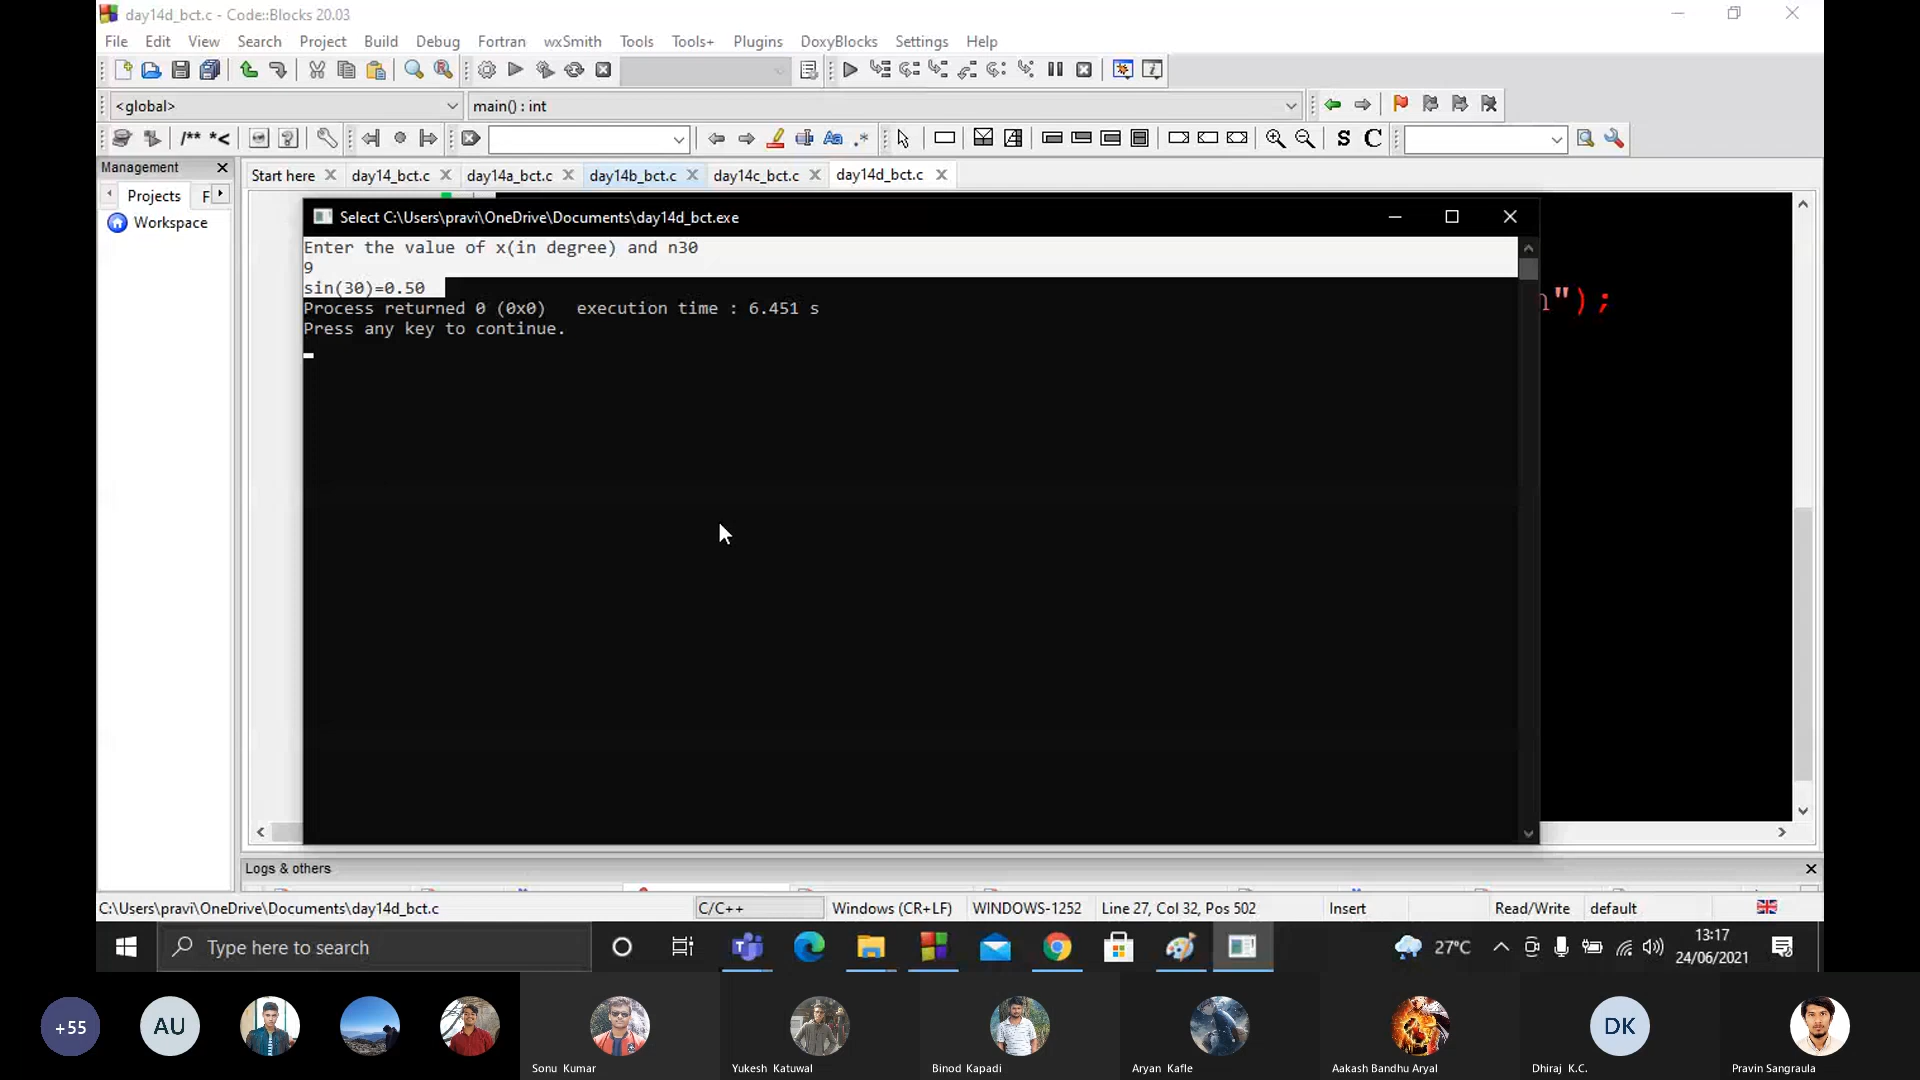 day14d_bct.c - Code::Blocks 20.03
File Edit View Search Project Build Debug Fortran wxSmith Tools Tools+ Plugins DoxyBlocks Settings Help
<global> main() : int
/** *< Aa .* S C
Management
Start here day14_bct.c day14a_bct.c day14b_bct.c day14c_bct.c day14d_bct.c
Projects F
Workspace
Select C:\Users\pravi\OneDrive\Documents\day14d_bct.exe
Enter the value of x(in degree) and n30
9
sin(30)=0.50
Process returned 0 (0x0)   execution time : 6.451 s
Press any key to continue.
");
Logs & others
C:\Users\pravi\OneDrive\Documents\day14d_bct.c C/C++ Windows (CR+LF) WINDOWS-1252 Line 27, Col 32, Pos 502 Insert Read/Write default
Type here to search
27°C
13:17
24/06/2021
+55 AU DK
Sonu Kumar Yukesh Katuwal Binod Kapadi Aryan Kafle Aakash Bandhu Aryal Dhiraj K.C. Pravin Sangraula